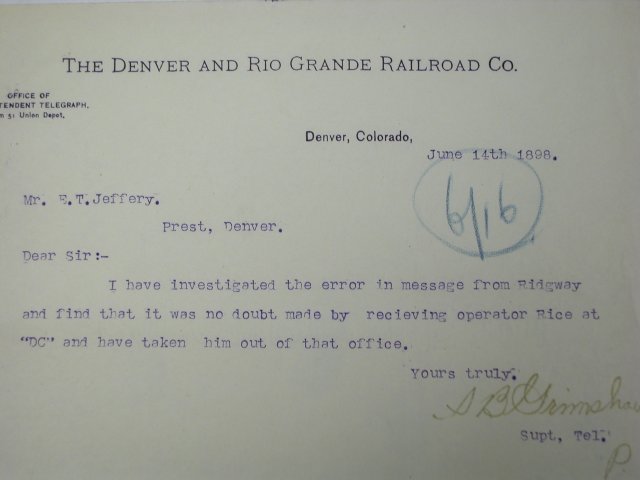 THE DENVER AND RIO GRANDE RAILROAD CO.
OFFICE OF
TENDENT TELEGRAPH.
m 51 Union Depot.
Denver, Colorado,
June 14th 1898.
6/16
Mr. E.T.Jeffery.
Prest, Denver.
Dear Sir:-
I have investigated the error in message from Ridgway
and find that it was no doubt made by recieving operator Rice at
"DC" and have taken him out of that office.
Yours truly.
S B Grimshaw
Supt, Tel.
P.